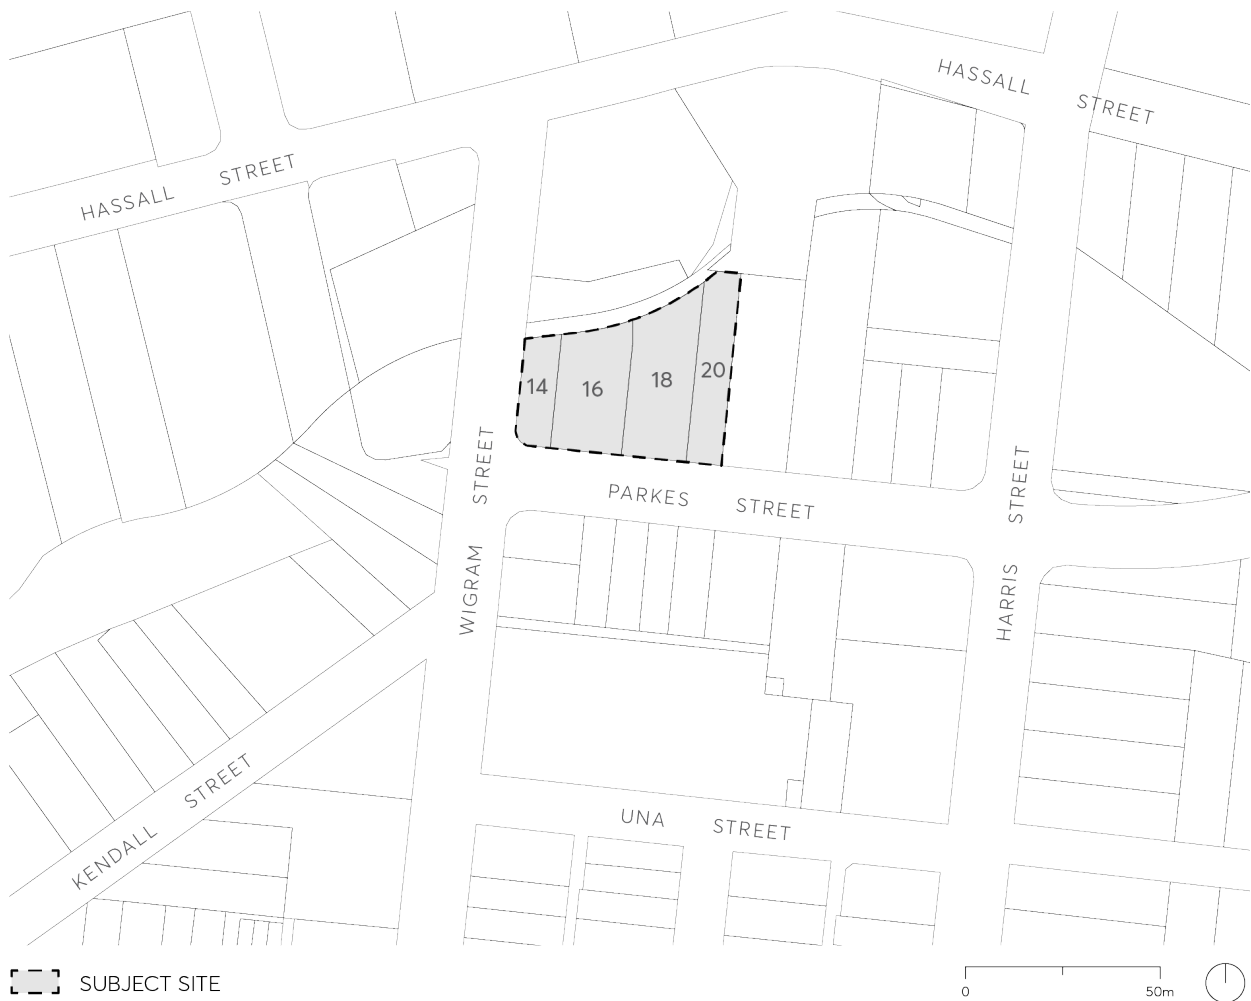 HASSALL STREET
HASSALL STREET
14
16
18
20
WIGRAM STREET
PARKES STREET
HARRIS STREET
KENDALL STREET
UNA STREET
SUBJECT SITE
0 50m